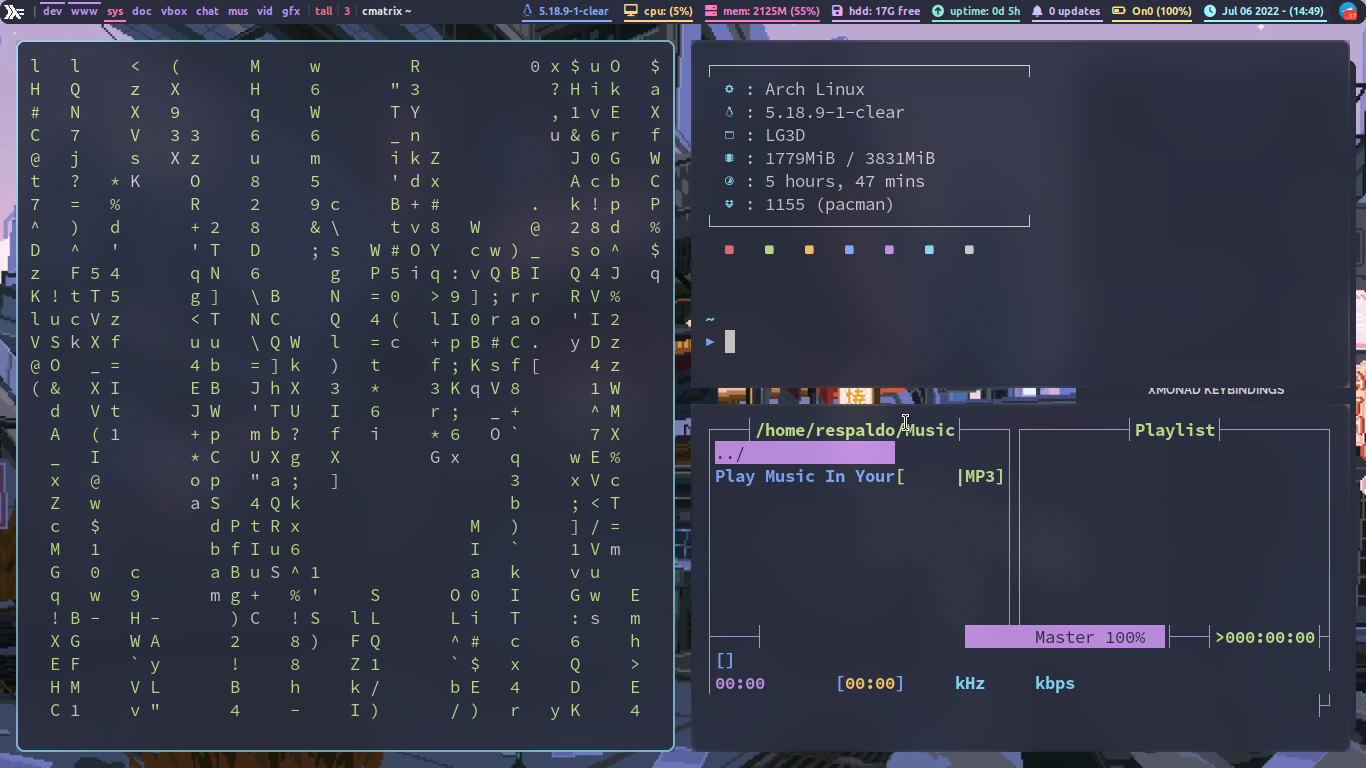 dev www sys doc vbox chat mus vid gfx | tall | 3 cmatrix ~ 5.18.9-1-clear cpu: (5%) mem: 2125M (55%) hdd: 17G free uptime: 0d 5h 0 updates On0 (100%) Jul 06 2022 - (14:49)
l l < ( M w R 0 x $ u O $
H Q z X H 6 " 3 ? H i k a
# N X 9 q W T Y , 1 v E X
C 7 V 3 3 6 6 _ n u & 6 r f
@ j s X z u m i k Z J 0 G W
t ? * K O 8 5 ' d x A c b C
7 = % R 2 9 c B + # . k ! p P
^ ) d + 2 8 & \ t v 8 W @ 2 8 d %
D ^ ' T D ; s W # O Y c w ) _ s o ^ $
z F 5 4 q N 6 g P 5 i q : v Q B I Q 4 J q
K ! t T 5 g ] \ B N = 0 > 9 ] ; r r R V %
l u c V z < T N C Q 4 ( l I 0 r a o ' I 2
V S k X f u U \ Q W l = c + p B # C . y D z
@ O _ = 4 D = ] k ) t f ; K s f [ 4 z
( & X I E B J h X 3 * 3 K q V 8 1 W
d V t J W ' T U I 6 r ; _ + ^ M
A ( 1 + p m b ? f i * 6 O ` 7 X
_ I * C U X g X G x q w E %
x @ o p " a ; ] 3 x V c
Z w a S 4 Q k b ; < T
c $ d P t R x M ) ] / =
M 1 b f I u 6 I ` 1 V m
G 0 c a B u S ^ 1 a k v u
q w 9 m g + % ' S O 0 I G w E
! B - H - ) C ! S l L L i T : s m
X G W A 2 8 ) F Q ^ # c 6 h
E F ` y ! 8 Z 1 ` $ x Q >
H M V L B h k / b E 4 D E
C 1 v " 4 - I ) / ) r y K 4
: Arch Linux
: 5.18.9-1-clear
: LG3D
: 1779MiB / 3831MiB
: 5 hours, 47 mins
: 1155 (pacman)
~
XMONAD KEYBINDINGS
/home/respaldo/Music
Playlist
../
Play Music In Your[ |MP3]
Master 100%
>000:00:00
[]
00:00 [00:00] kHz kbps